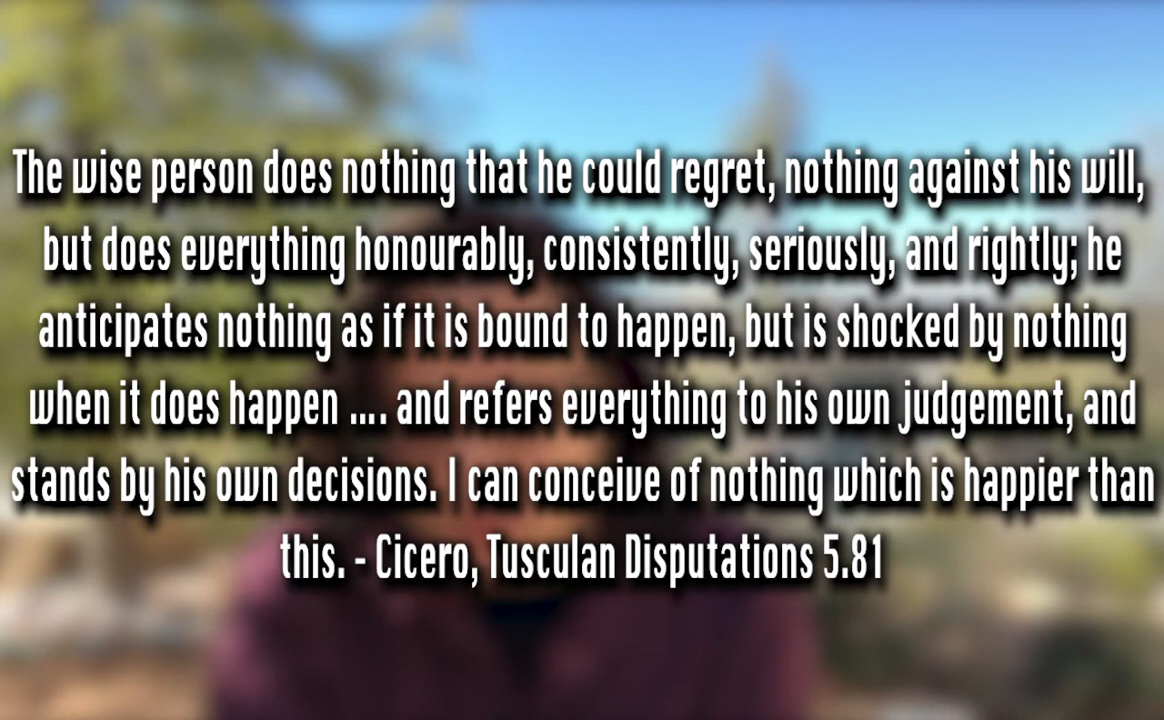 The wise person does nothing that he could regret, nothing against his will,
but does everything honourably, consistently, seriously, and rightly; he
anticipates nothing as if it is bound to happen, but is shocked by nothing
when it does happen .... and refers everything to his own judgement, and
stands by his own decisions. I can conceive of nothing which is happier than
this. - Cicero, Tusculan Disputations 5.81